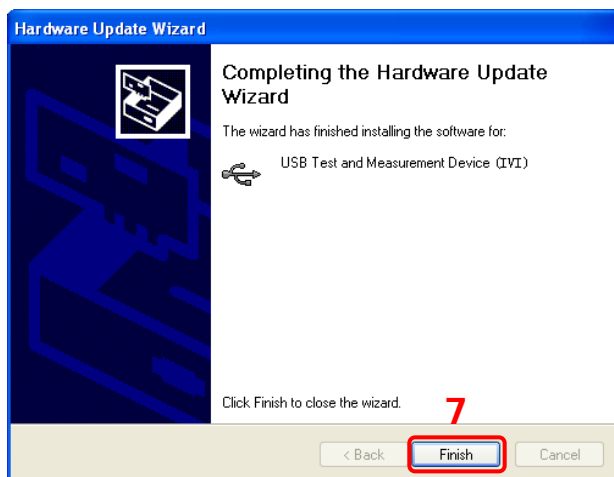 Hardware Update Wizard
Completing the Hardware Update
Wizard
The wizard has finished installing the software for:
USB Test and Measurement Device (IVI)
Click Finish to close the wizard.
7
< Back Finish Cancel